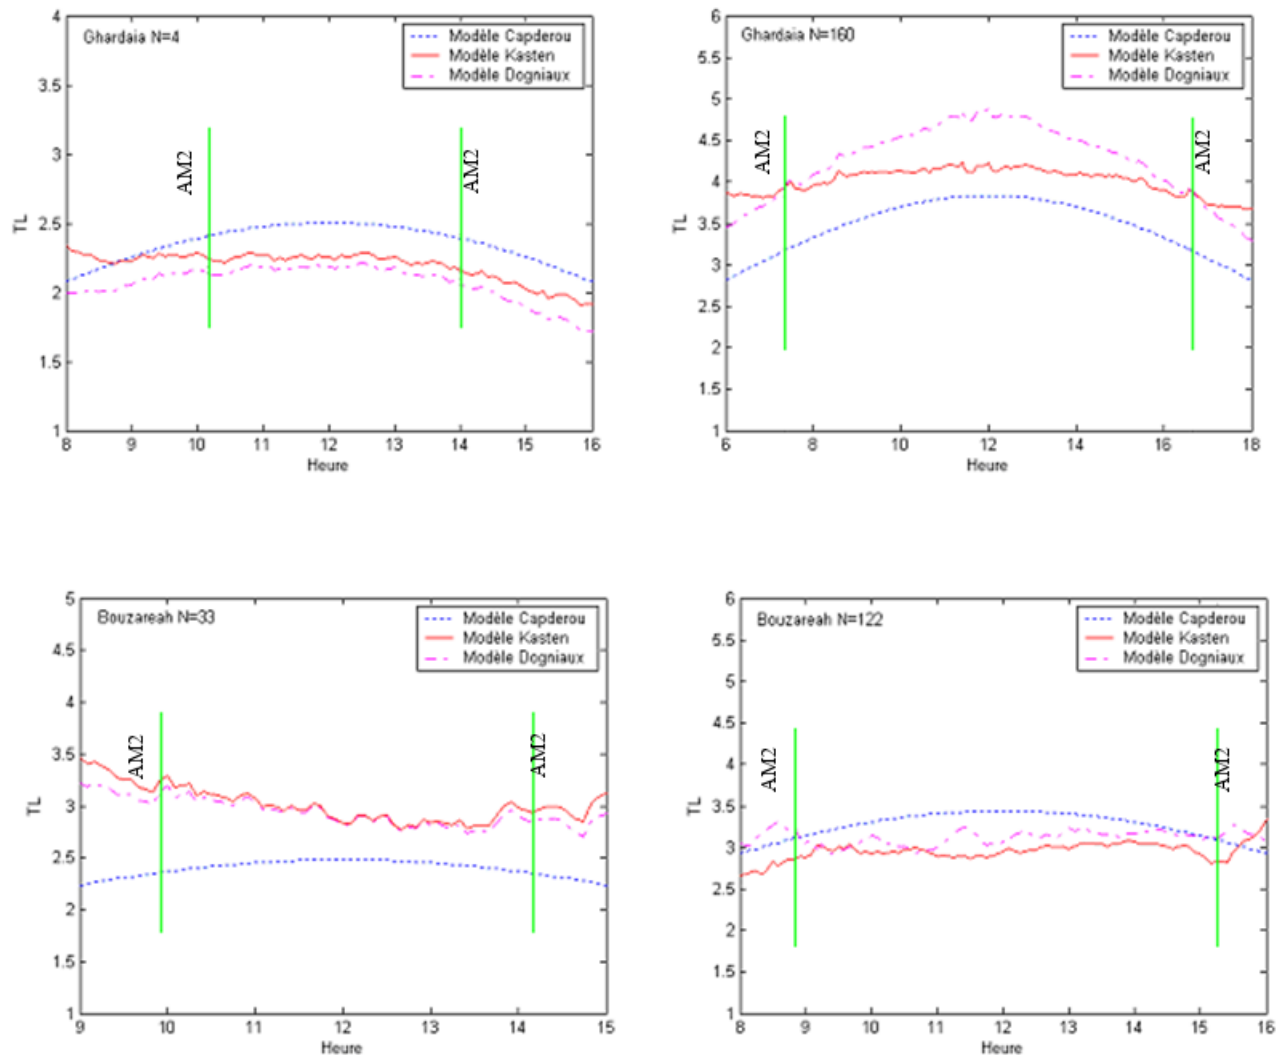 Ghardaia N=4
Modèle Capderou
Modèle Kasten
Modèle Dogniaux
AM2
AM2
TL
4
3.5
3
2.5
2
1.5
1
8 9 10 11 12 13 14 15 16
Heure
Ghardaia N=160
Modèle Capderou
Modèle Kasten
Modèle Dogniaux
AM2
AM2
TL
6
5.5
5
4.5
4
3.5
3
2.5
2
1.5
1
6 8 10 12 14 16 18
Heure
Bouzareah N=33
Modèle Capderou
Modèle Kasten
Modèle Dogniaux
AM2
AM2
TL
5
4.5
4
3.5
3
2.5
2
1.5
1
9 10 11 12 13 14 15
Heure
Bouzareah N=122
Modèle Capderou
Modèle Kasten
Modèle Dogniaux
AM2
AM2
TL
6
5.5
5
4.5
4
3.5
3
2.5
2
1.5
1
8 9 10 11 12 13 14 15 16
Heure